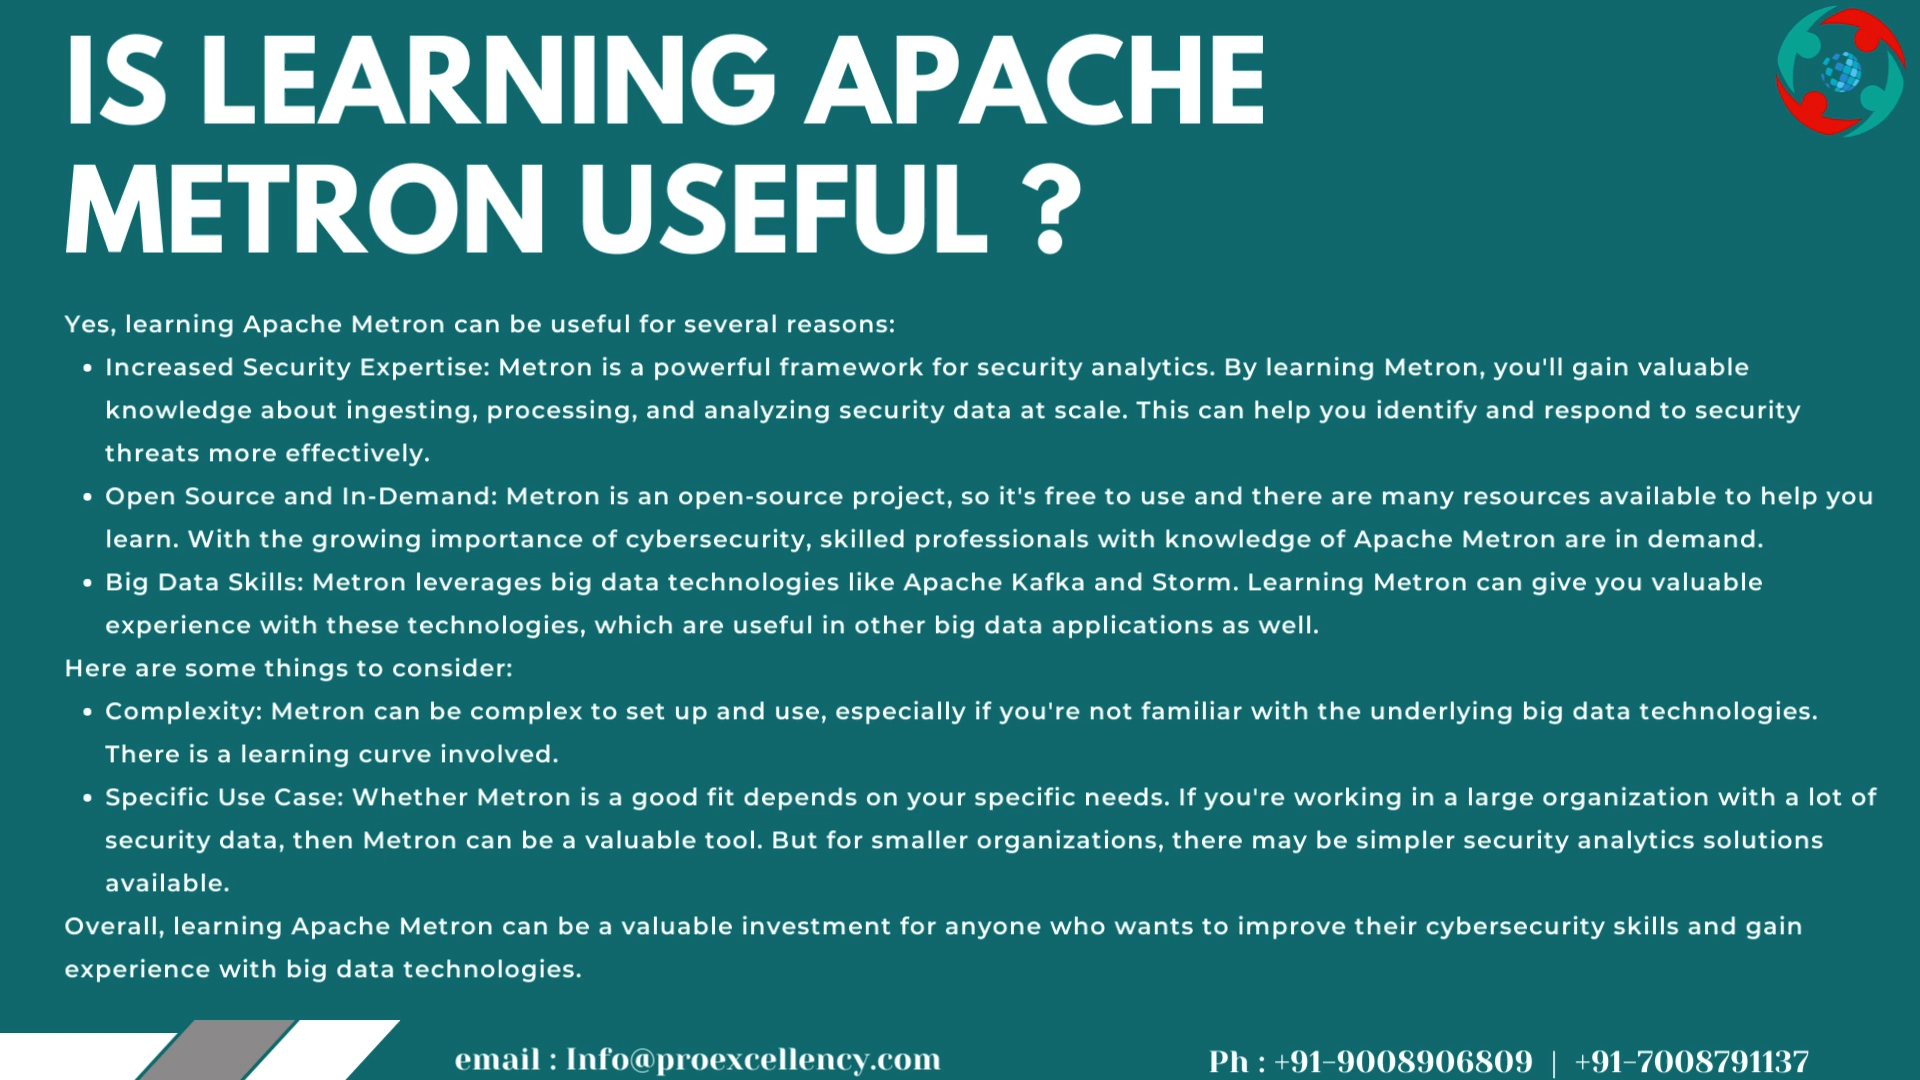 IS LEARNING APACHE
METRON USEFUL ?
Yes, learning Apache Metron can be useful for several reasons:
• Increased Security Expertise: Metron is a powerful framework for security analytics. By learning Metron, you'll gain valuable
knowledge about ingesting, processing, and analyzing security data at scale. This can help you identify and respond to security
threats more effectively.
• Open Source and In-Demand: Metron is an open-source project, so it's free to use and there are many resources available to help you
learn. With the growing importance of cybersecurity, skilled professionals with knowledge of Apache Metron are in demand.
• Big Data Skills: Metron leverages big data technologies like Apache Kafka and Storm. Learning Metron can give you valuable
experience with these technologies, which are useful in other big data applications as well.
Here are some things to consider:
• Complexity: Metron can be complex to set up and use, especially if you're not familiar with the underlying big data technologies.
There is a learning curve involved.
• Specific Use Case: Whether Metron is a good fit depends on your specific needs. If you're working in a large organization with a lot of
security data, then Metron can be a valuable tool. But for smaller organizations, there may be simpler security analytics solutions
available.
Overall, learning Apache Metron can be a valuable investment for anyone who wants to improve their cybersecurity skills and gain
experience with big data technologies.
email : Info@proexcellency.com
Ph : +91-9008906809 | +91-7008791137